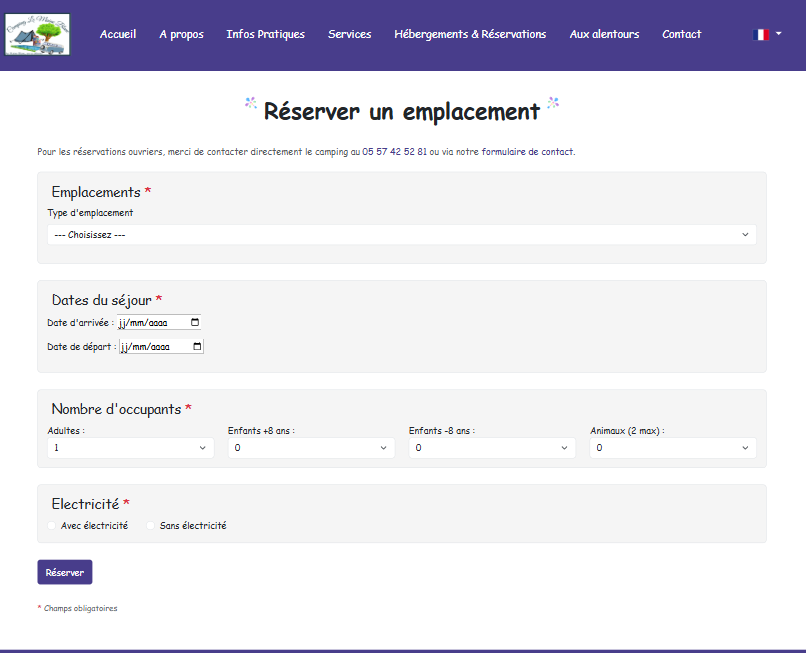 Accueil A propos Infos Pratiques Services Hébergements & Réservations Aux alentours Contact
Réserver un emplacement
Pour les réservations ouvriers, merci de contacter directement le camping au 05 57 42 52 81 ou via notre formulaire de contact.
Emplacements *
Type d'emplacement
--- Choisissez ---
Dates du séjour *
Date d'arrivée : jj/mm/aaaa
Date de départ : jj/mm/aaaa
Nombre d'occupants *
Adultes : Enfants +8 ans : Enfants -8 ans : Animaux (2 max) :
1 0 0 0
Electricité *
Avec électricité Sans électricité
Réserver
* Champs obligatoires